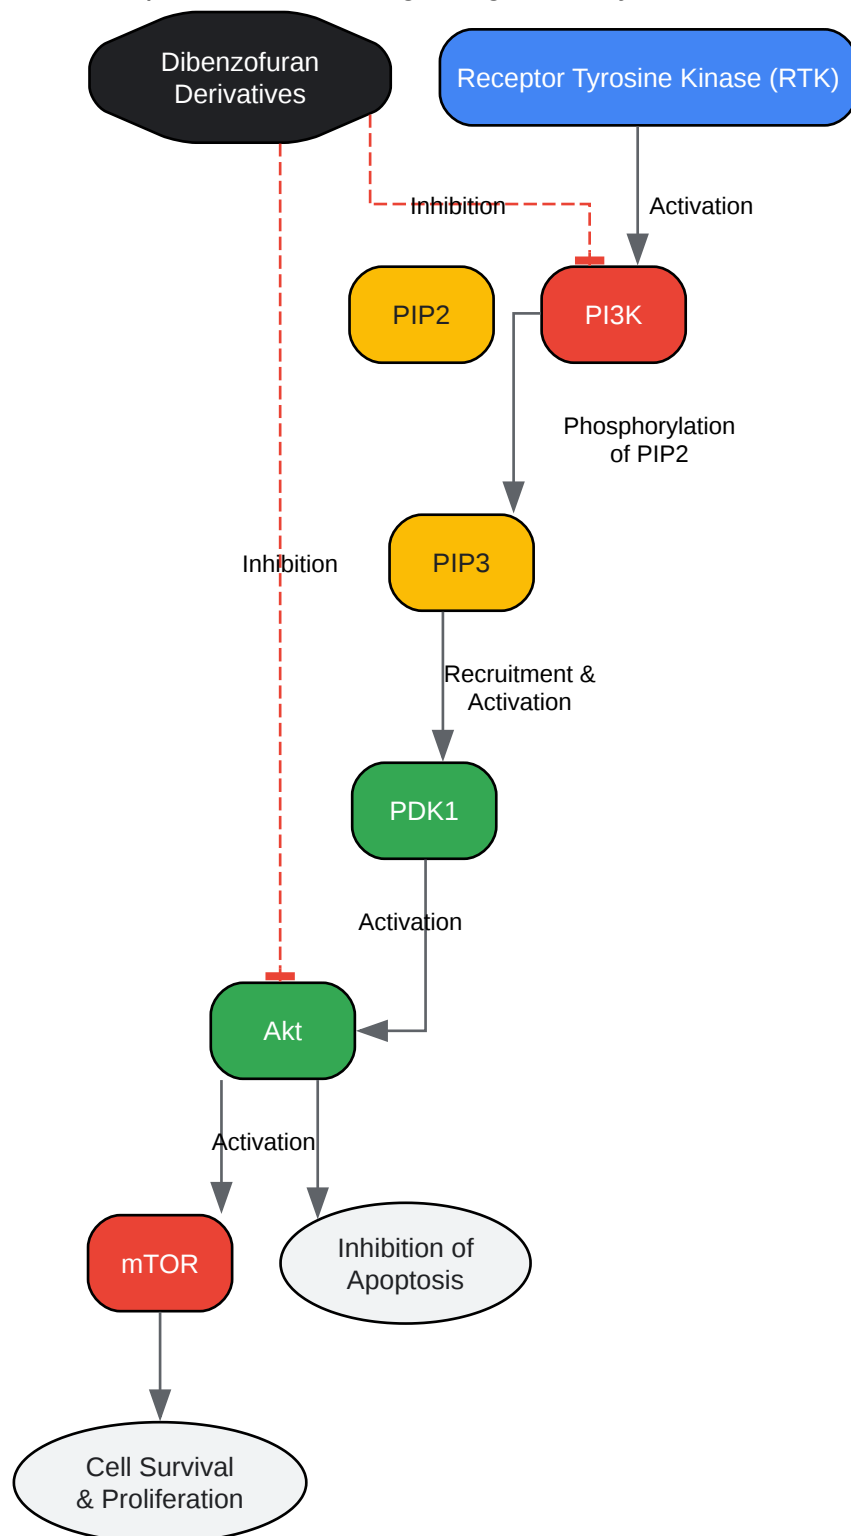 Dibenzofuran
Derivatives
Receptor Tyrosine Kinase (RTK)
Inhibition
Activation
PIP2
PI3K
Phosphorylation
of PIP2
Inhibition
PIP3
Recruitment &
Activation
PDK1
Activation
Akt
Activation
mTOR
Inhibition of
Apoptosis
Cell Survival
& Proliferation